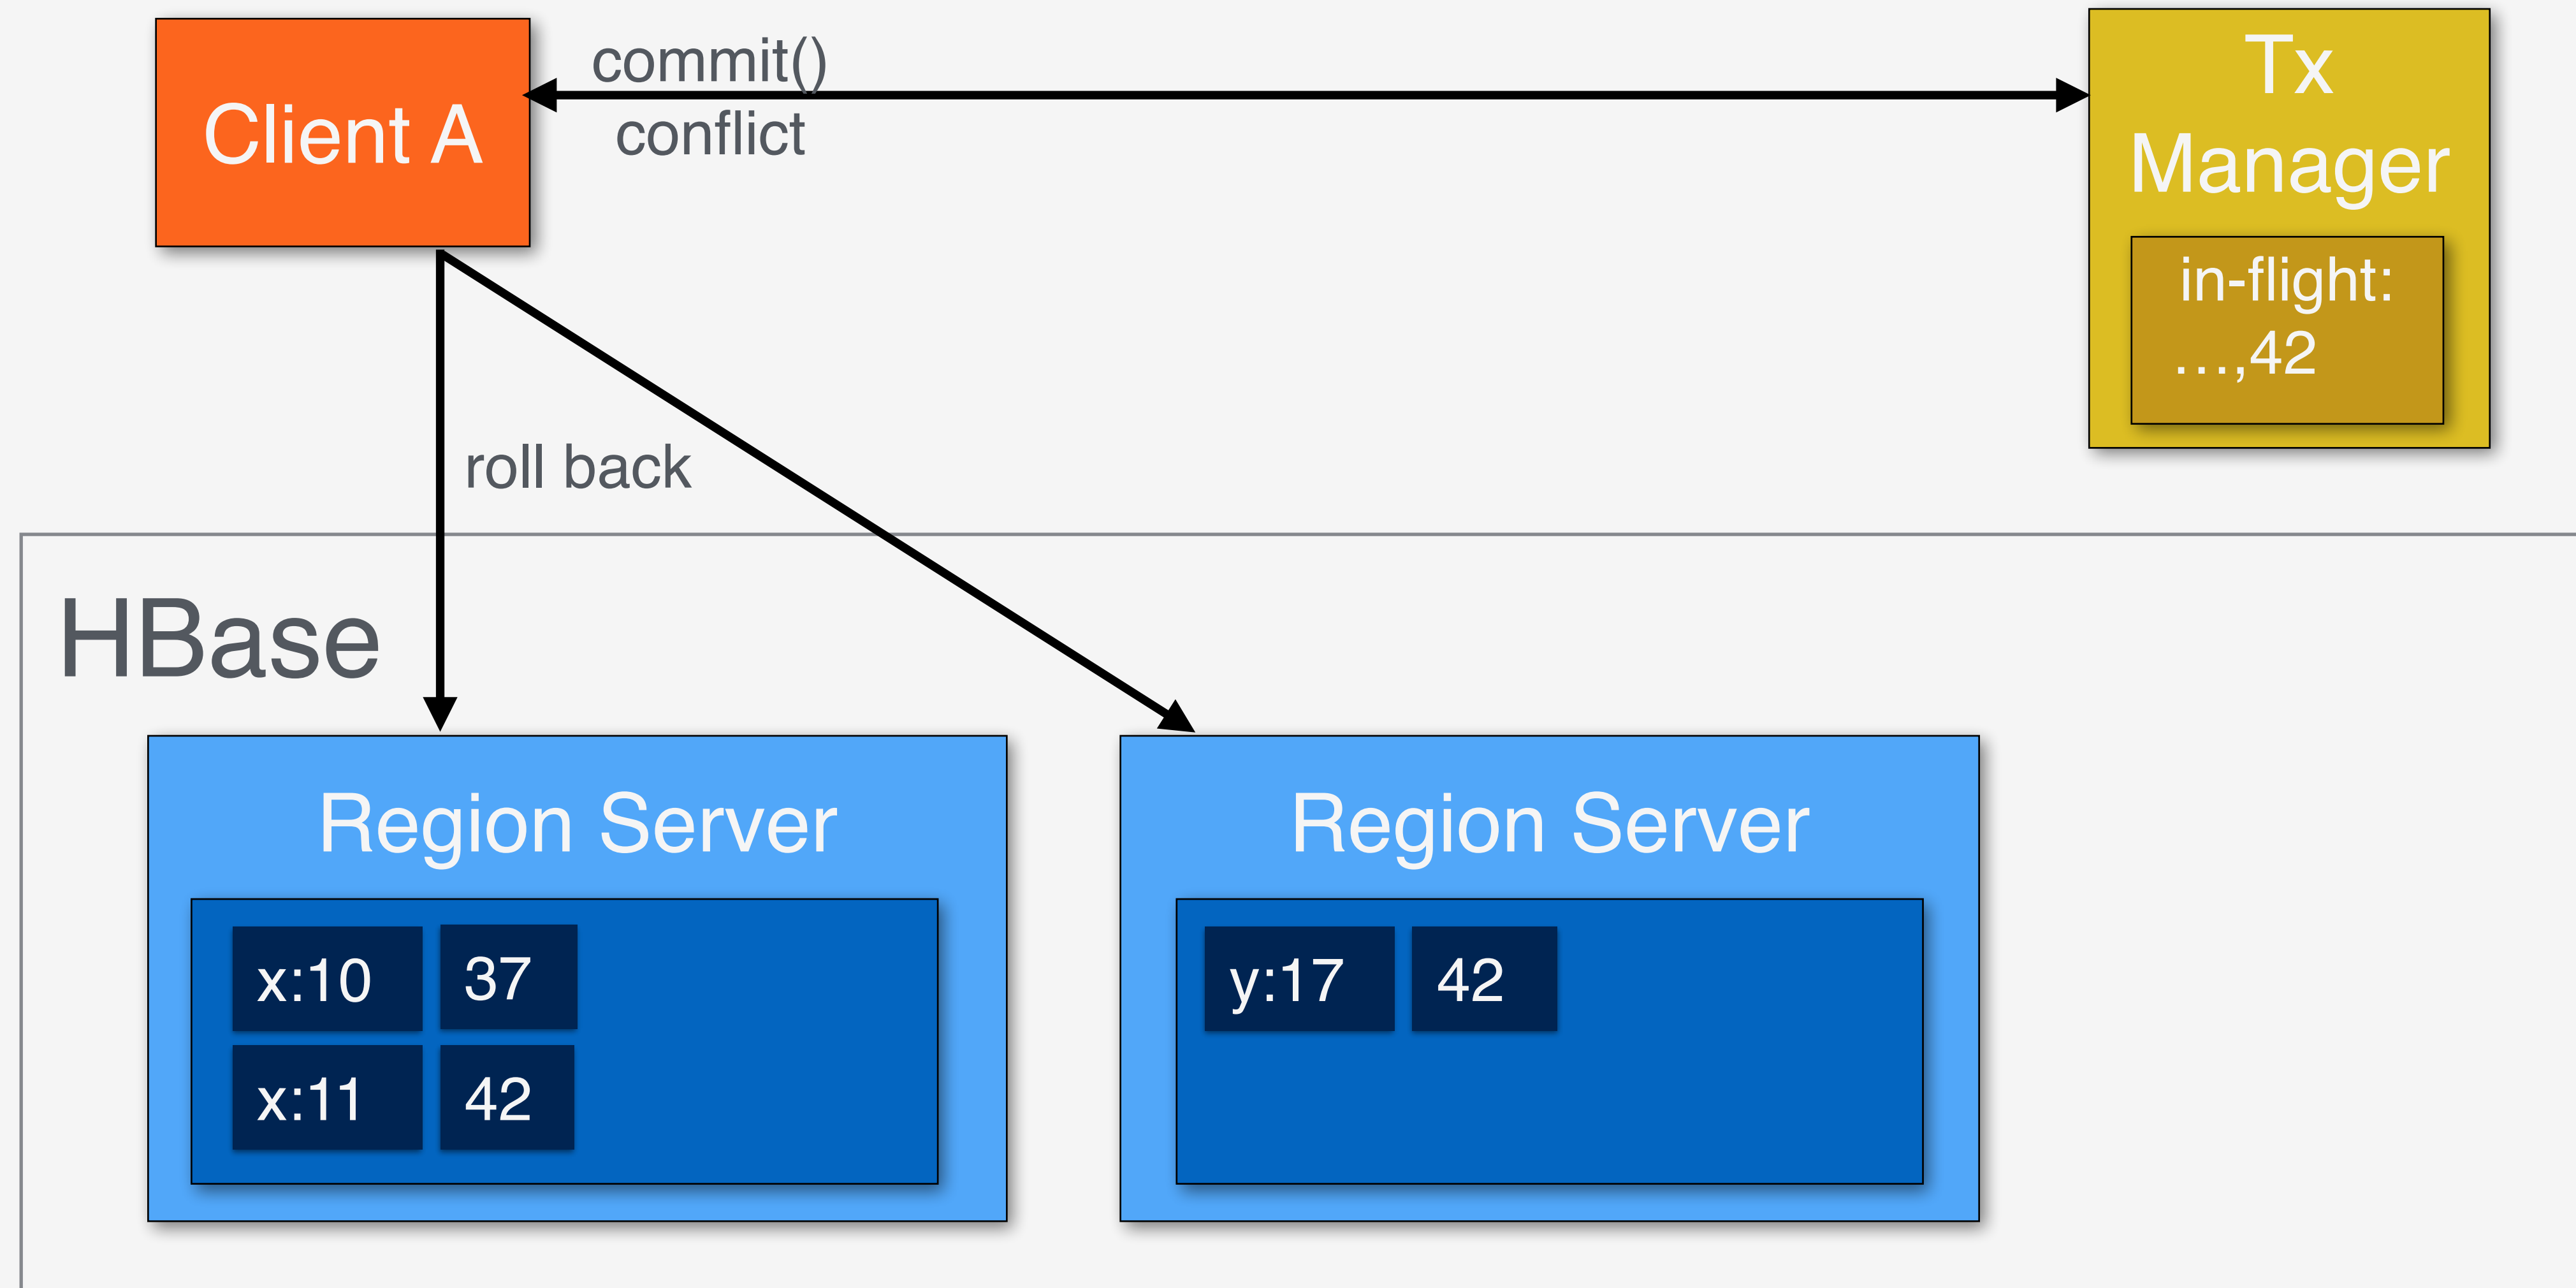 commit()
Client A
conflict
Tx
Manager
in-flight:
...,42
roll back
HBase
Region Server
x:10 37
x:11 42
Region Server
y:17 42